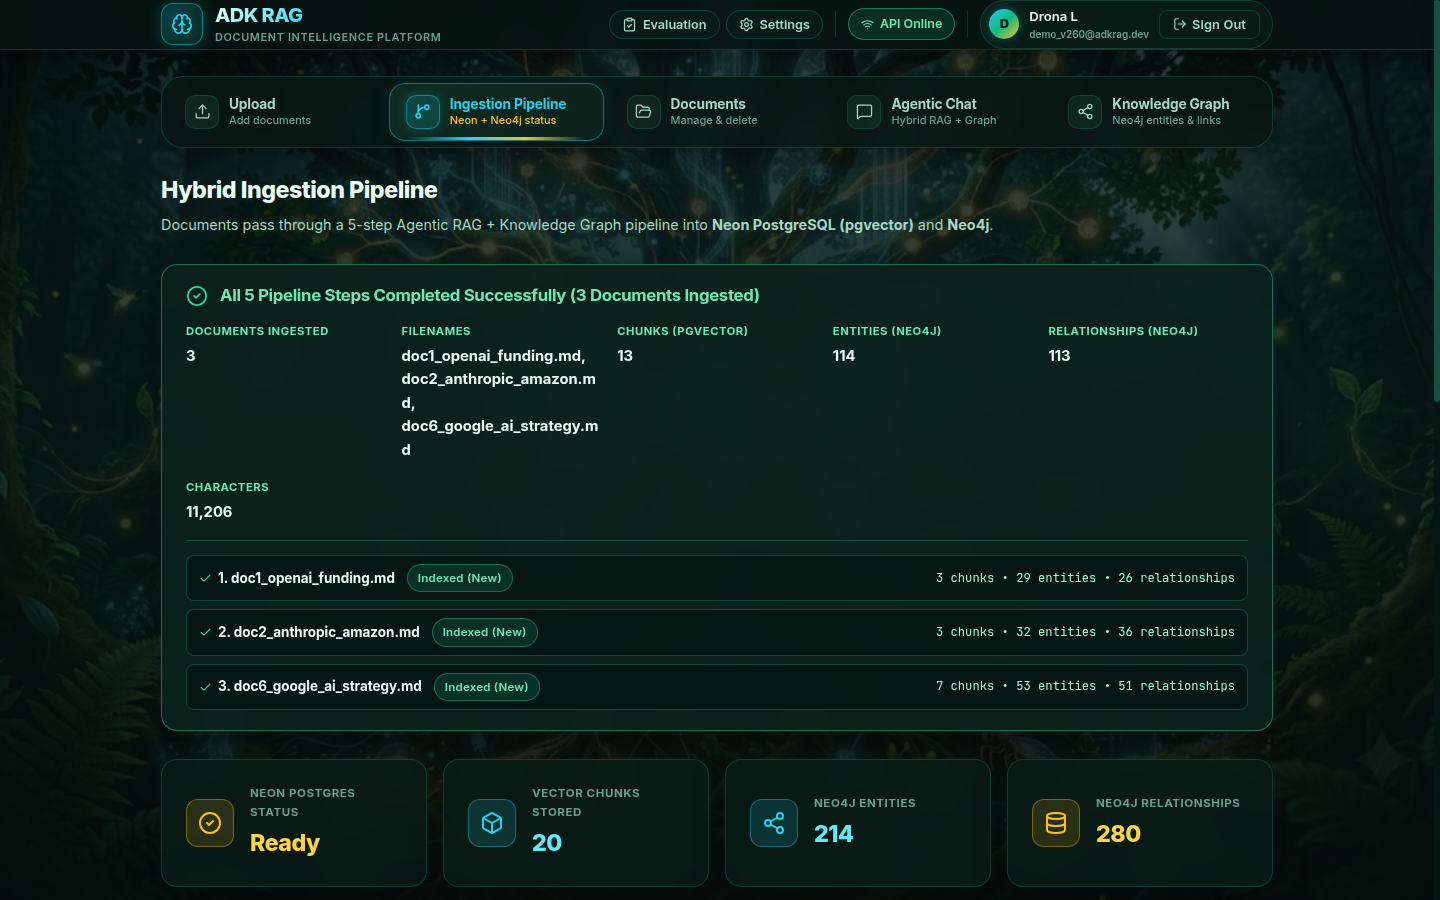 ADK RAG
DOCUMENT INTELLIGENCE PLATFORM
Evaluation
Settings
API Online
D
Drona L
demo_v260@adkrag.dev
Sign Out
Upload
Add documents
Ingestion Pipeline
Neon + Neo4j status
Documents
Manage & delete
Agentic Chat
Hybrid RAG + Graph
Knowledge Graph
Neo4j entities & links
Hybrid Ingestion Pipeline
Documents pass through a 5-step Agentic RAG + Knowledge Graph pipeline into Neon PostgreSQL (pgvector) and Neo4j.
All 5 Pipeline Steps Completed Successfully (3 Documents Ingested)
DOCUMENTS INGESTED
3
FILENAMES
doc1_openai_funding.md,
doc2_anthropic_amazon.m
d,
doc6_google_ai_strategy.m
d
CHUNKS (PGVECTOR)
13
ENTITIES (NEO4J)
114
RELATIONSHIPS (NEO4J)
113
CHARACTERS
11,206
1. doc1_openai_funding.md Indexed (New) 3 chunks • 29 entities • 26 relationships
2. doc2_anthropic_amazon.md Indexed (New) 3 chunks • 32 entities • 36 relationships
3. doc6_google_ai_strategy.md Indexed (New) 7 chunks • 53 entities • 51 relationships
NEON POSTGRES
STATUS
Ready
VECTOR CHUNKS
STORED
20
NEO4J ENTITIES
214
NEO4J RELATIONSHIPS
280